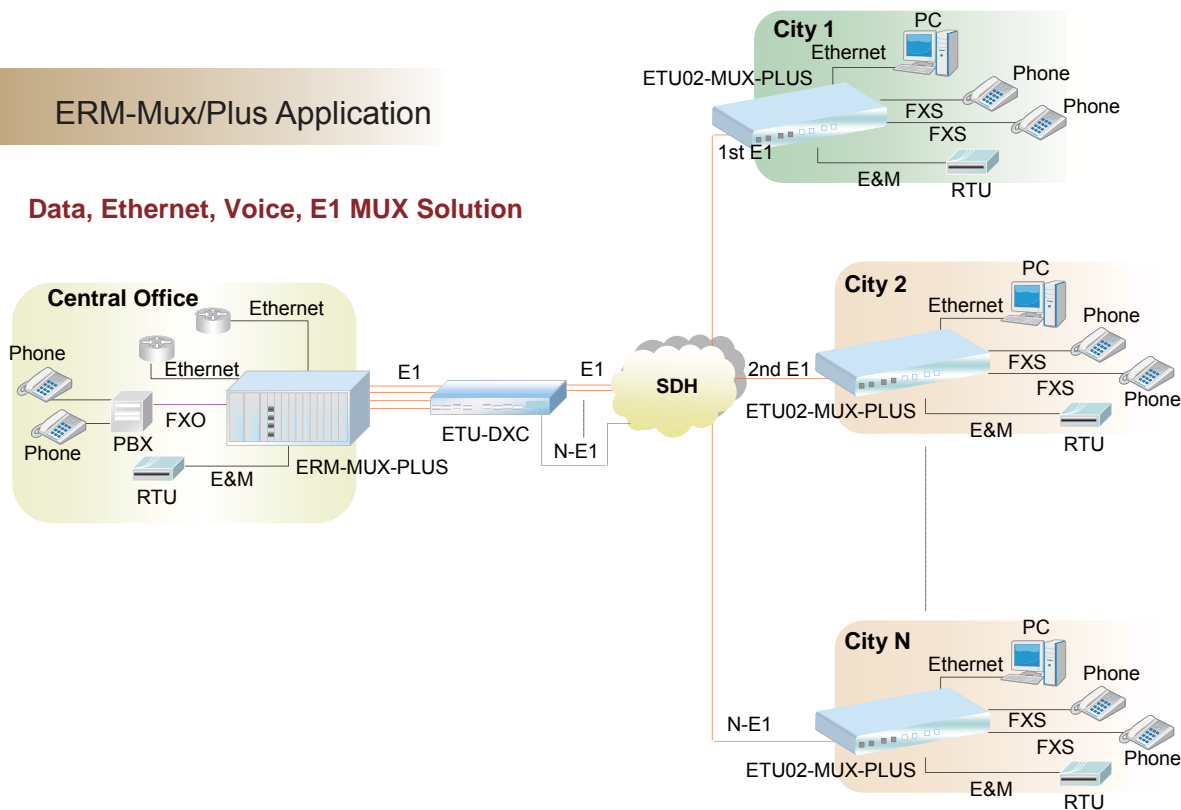 ERM-Mux/Plus Application
Data, Ethernet, Voice, E1 MUX Solution
Central Office
Ethernet
Ethernet
Phone
Phone
PBX
FXO
RTU
E&M
ERM-MUX-PLUS
E1
ETU-DXC
E1
N-E1
SDH
City 1
PC
Ethernet
ETU02-MUX-PLUS
Phone
FXS
Phone
FXS
1st E1
E&M
RTU
City 2
PC
Ethernet
Phone
2nd E1
FXS
FXS
Phone
ETU02-MUX-PLUS
E&M
RTU
City N
PC
Ethernet
Phone
N-E1
FXS
FXS
Phone
ETU02-MUX-PLUS
E&M
RTU